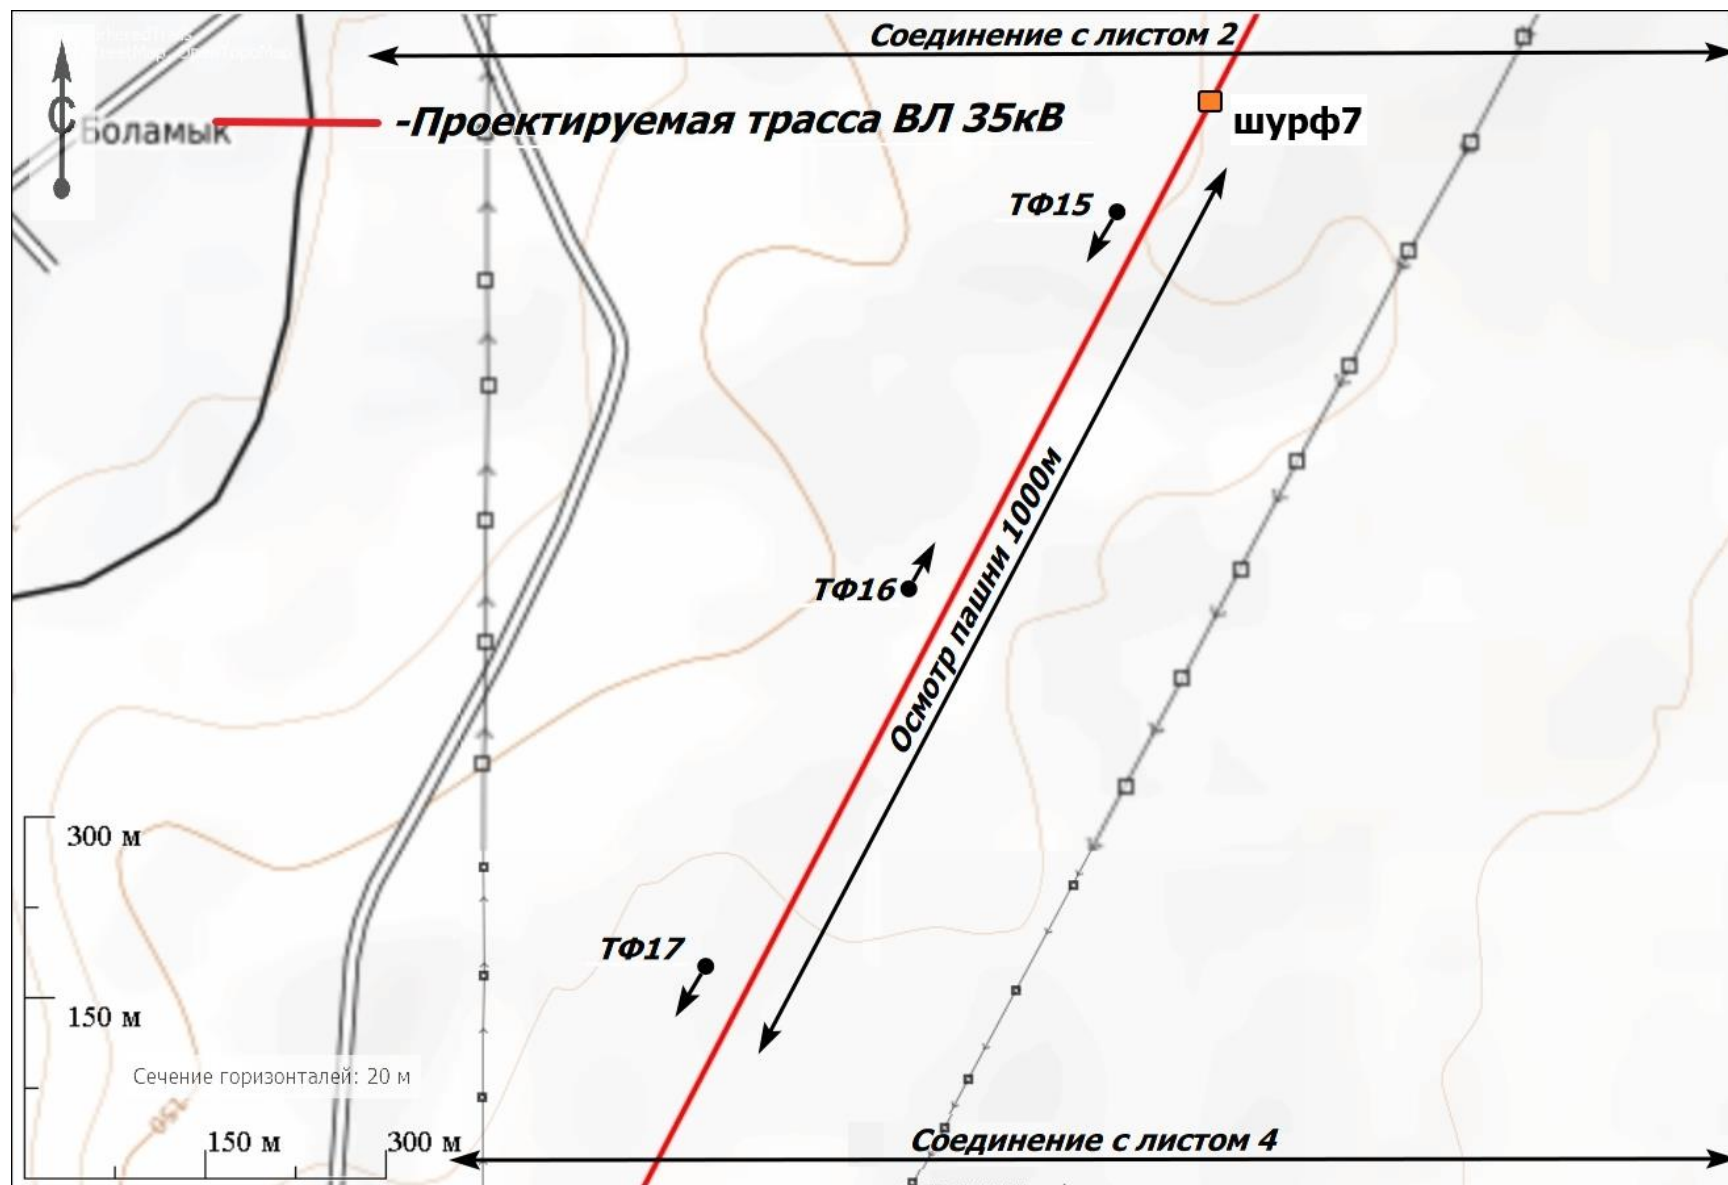 Соединение с листом 2
С
Боламык
-Проектируемая трасса ВЛ 35кВ
шурф7
ТФ15
Осмотр пашни 1000м
ТФ16
300 м
ТФ17
150 м
Сечение горизонталей: 20 м
150
150 м
300 м
Соединение с листом 4